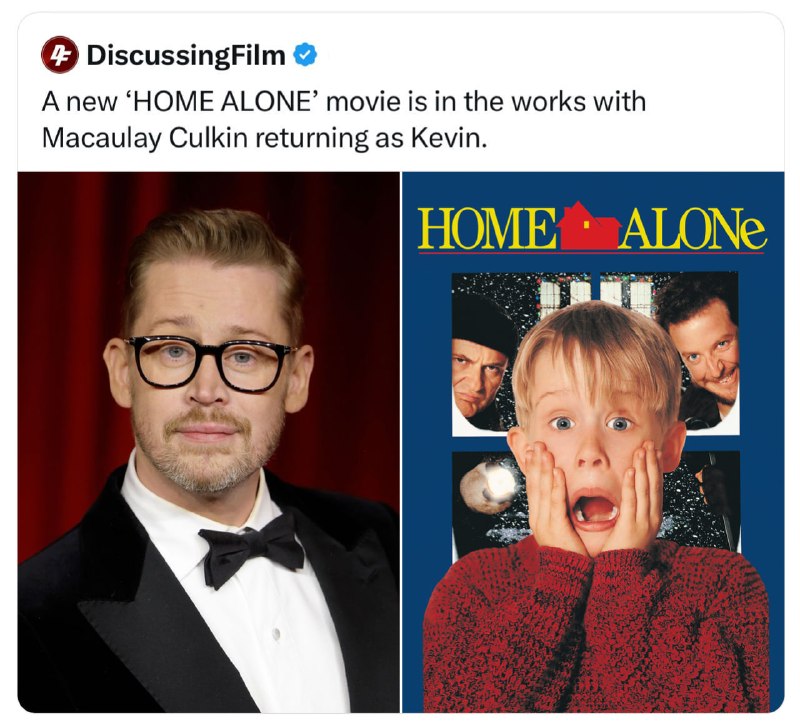 DiscussingFilm
A new ‘HOME ALONE’ movie is in the works with
Macaulay Culkin returning as Kevin.
HOME ALONe